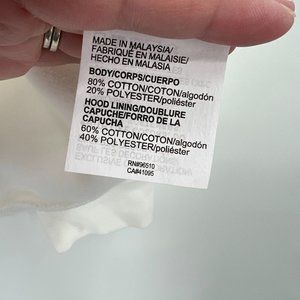 MADE IN MALAYSIA/
FABRIQUÉ EN MALAISIE/
HECHO EN MALASIA
BODY/CORPS/CUERPO
80% COTTON/COTON/algodón
20% POLYESTER/poliéster
HOOD LINING/DOUBLURE
CAPUCHE/FORRO DE LA
CAPUCHA
60% COTTON/COTON/algodón
40% POLYESTER/poliéster
RN#96510
CA#41095